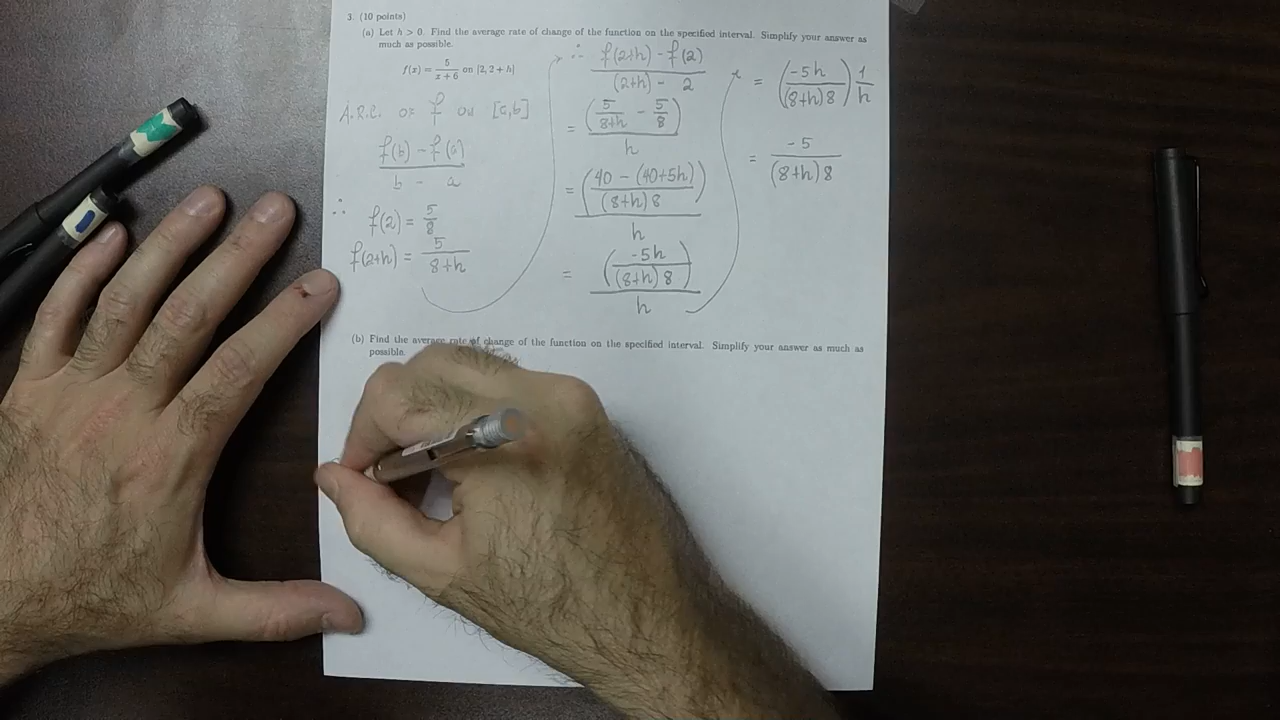 3. (10 points)
(a) Let h > 0. Find the average rate of change of the function on the specified interval. Simplify your answer as
much as possible.
f(x) = 5/(x + 6) on [2, 2 + h]
A.R.C. of f on [a,b]
(f(b) - f(a))/(b - a)
∴ f(2) = 5/8
f(2+h) = 5/(8+h)
∴ (f(2+h) - f(2))/((2+h) - 2)
= (5/(8+h) - 5/8)/h
= ((40 - (40+5h))/((8+h)8))/h
= (-5h/((8+h)8))/h
= (-5h/((8+h)8)) 1/h
= -5/((8+h)8)
(b) Find the average rate of change of the function on the specified interval. Simplify your answer as much as
possible.